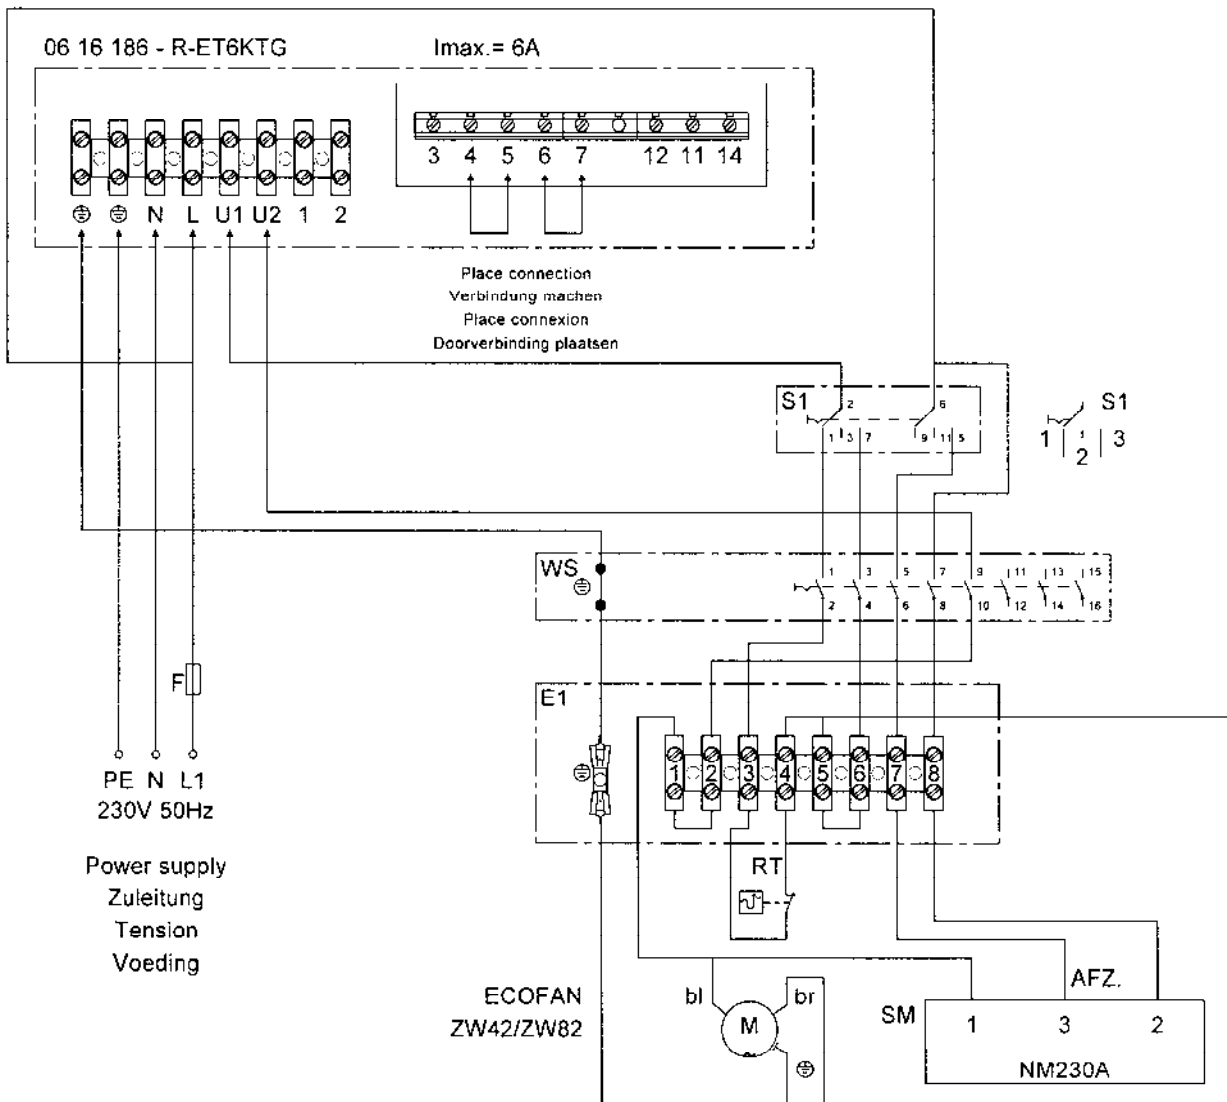 06 16 186 - R-ET6KTG Imax.= 6A
3 4 5 6 7 12 11 14
N L U1 U2 1 2
Place connection
Verbindung machen
Place connexion
Doorverbinding plaatsen
S1 2 6
1 3 7 9 11 5
S1
1 2 3
WS
1 3 5 7 9 11 13 15
2 4 6 8 10 12 14 16
F
E1
1 2 3 4 5 6 7 8
PE N L1
230V 50Hz
Power supply
Zuleitung
Tension
Voeding
RT
ECOFAN
ZW42/ZW82
bl br
M
AFZ.
SM 1 3 2
NM230A